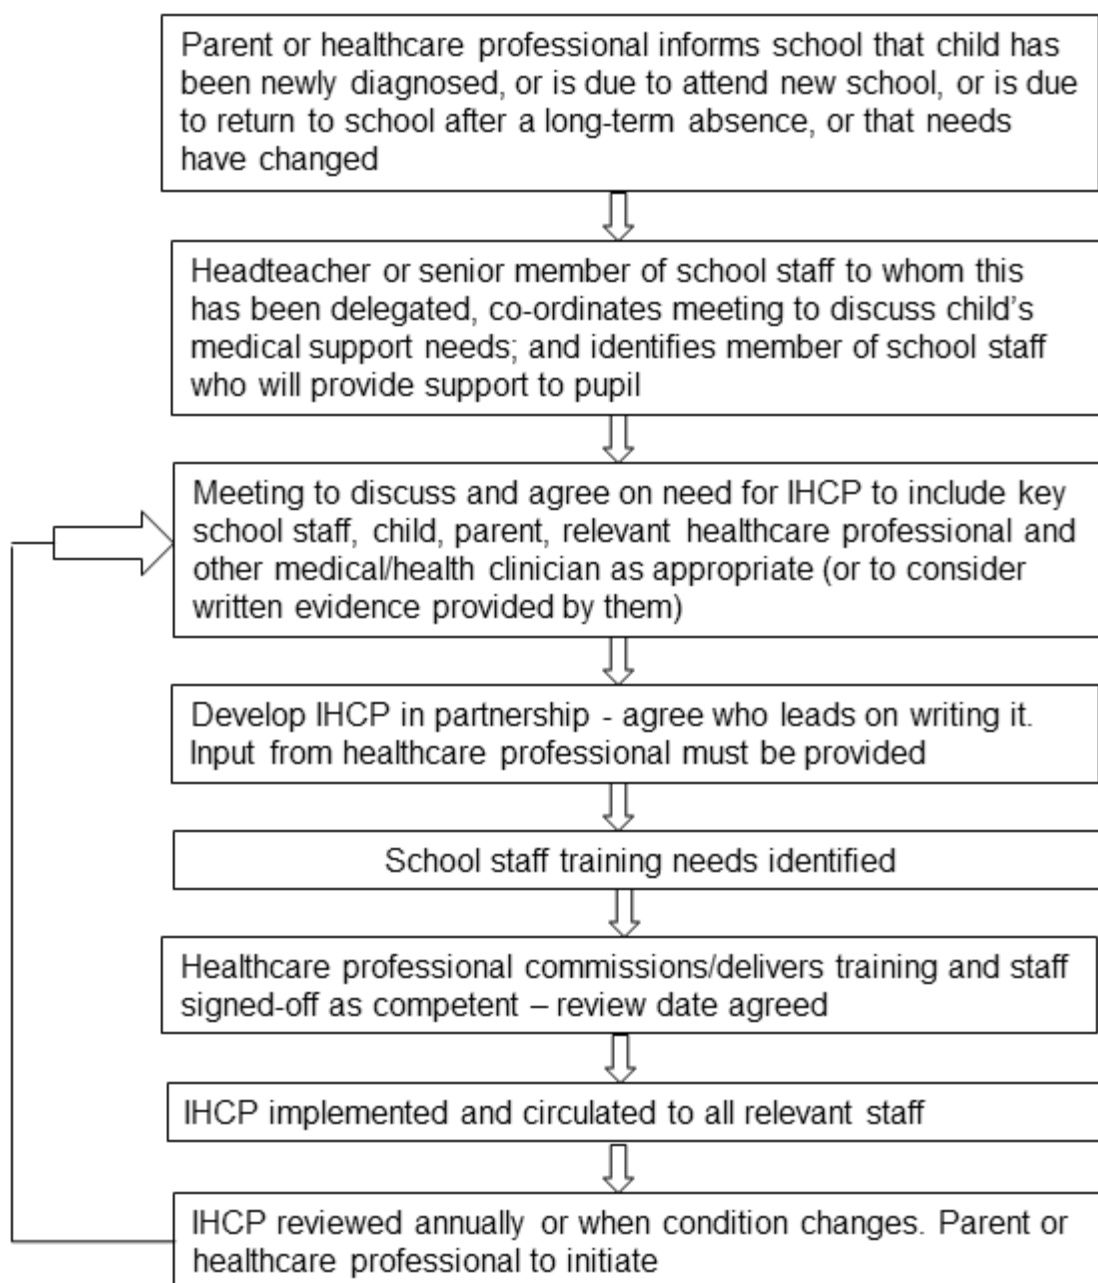 Parent or healthcare professional informs school that child has
been newly diagnosed, or is due to attend new school, or is due
to return to school after a long-term absence, or that needs
have changed
Headteacher or senior member of school staff to whom this
has been delegated, co-ordinates meeting to discuss child’s
medical support needs; and identifies member of school staff
who will provide support to pupil
Meeting to discuss and agree on need for IHCP to include key
school staff, child, parent, relevant healthcare professional and
other medical/health clinician as appropriate (or to consider
written evidence provided by them)
Develop IHCP in partnership - agree who leads on writing it.
Input from healthcare professional must be provided
School staff training needs identified
Healthcare professional commissions/delivers training and staff
signed-off as competent – review date agreed
IHCP implemented and circulated to all relevant staff
IHCP reviewed annually or when condition changes. Parent or
healthcare professional to initiate